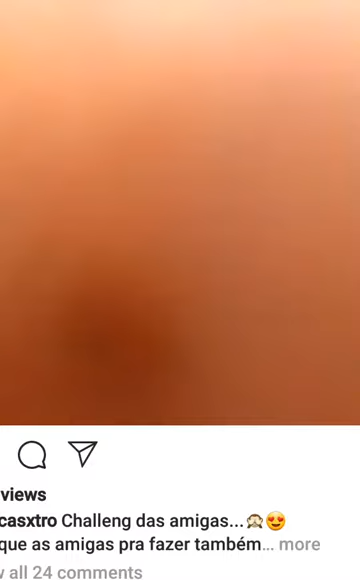 views
casxtro Challeng das amigas...🙊😍
que as amigas pra fazer também... more
all 24 comments